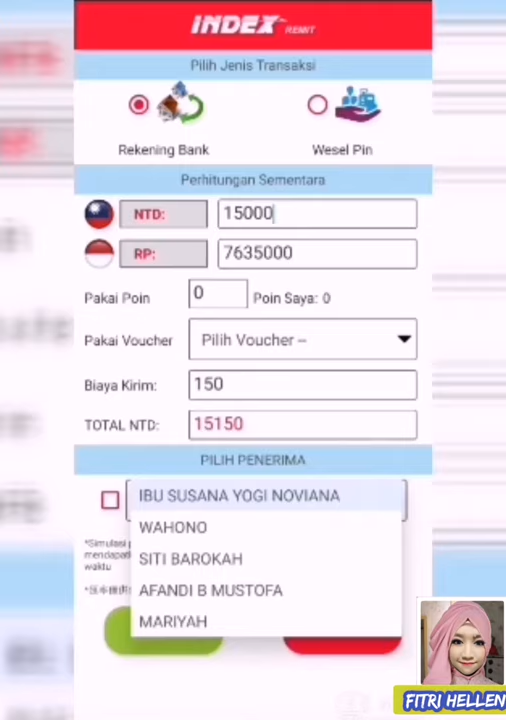 INDEX REMIT
Pilih Jenis Transaksi
Rekening Bank
Wesel Pin
Perhitungan Sementara
NTD: 15000
RP: 7635000
Pakai Poin 0 Poin Saya: 0
Pakai Voucher Pilih Voucher --
Biaya Kirim: 150
TOTAL NTD: 15150
PILIH PENERIMA
IBU SUSANA YOGI NOVIANA
WAHONO
*Simulasi
SITI BAROKAH
waktu
AFANDI B MUSTOFA
MARIYAH
FITRI HELLEN